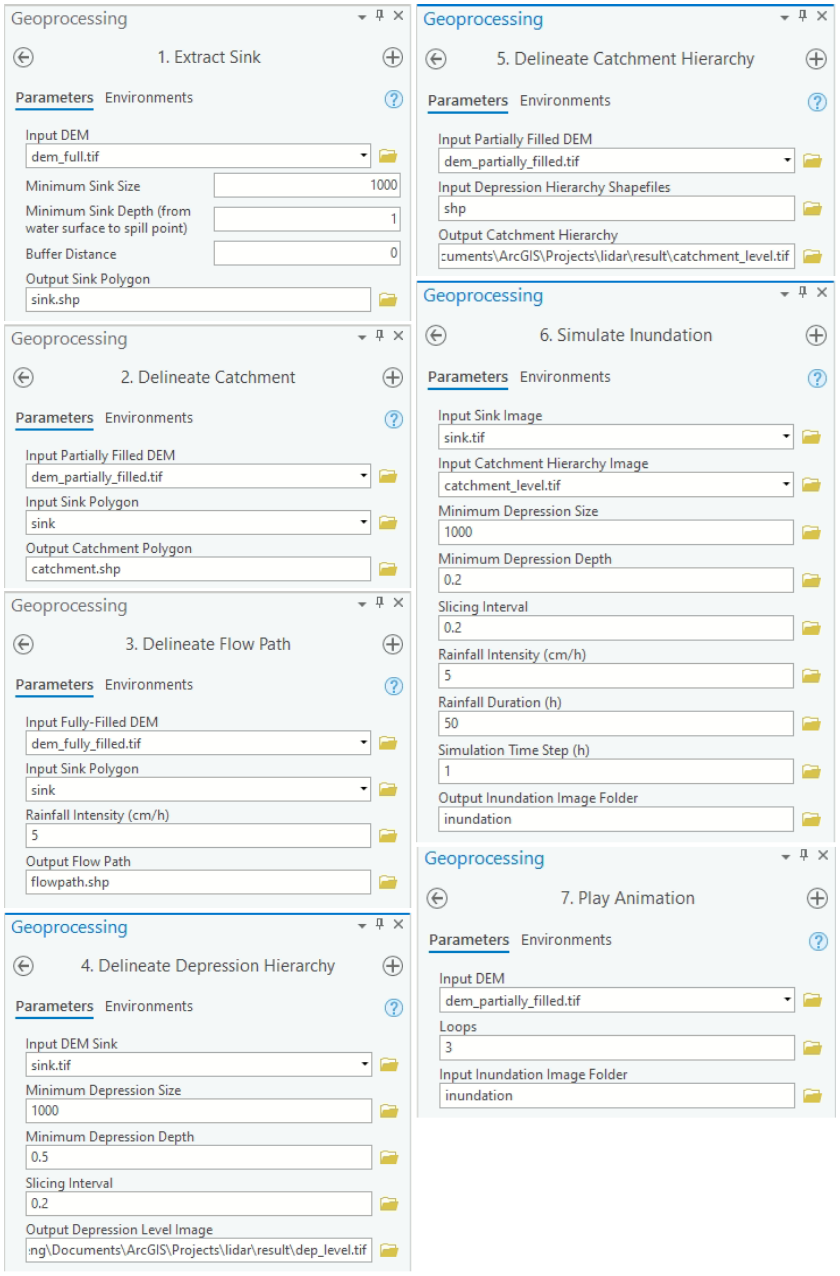 Geoprocessing
1. Extract Sink
Parameters Environments
Input DEM
dem_full.tif
Minimum Sink Size 1000
Minimum Sink Depth (from
water surface to spill point) 1
Buffer Distance 0
Output Sink Polygon
sink.shp
Geoprocessing
2. Delineate Catchment
Parameters Environments
Input Partially Filled DEM
dem_partially_filled.tif
Input Sink Polygon
sink
Output Catchment Polygon
catchment.shp
Geoprocessing
3. Delineate Flow Path
Parameters Environments
Input Fully-Filled DEM
dem_fully_filled.tif
Input Sink Polygon
sink
Rainfall Intensity (cm/h)
5
Output Flow Path
flowpath.shp
Geoprocessing
4. Delineate Depression Hierarchy
Parameters Environments
Input DEM Sink
sink.tif
Minimum Depression Size
1000
Minimum Depression Depth
0.5
Slicing Interval
0.2
Output Depression Level Image
:ng\Documents\ArcGIS\Projects\lidar\result\dep_level.tif
Geoprocessing
5. Delineate Catchment Hierarchy
Parameters Environments
Input Partially Filled DEM
dem_partially_filled.tif
Input Depression Hierarchy Shapefiles
shp
Output Catchment Hierarchy
:cuments\ArcGIS\Projects\lidar\result\catchment_level.tif
Geoprocessing
6. Simulate Inundation
Parameters Environments
Input Sink Image
sink.tif
Input Catchment Hierarchy Image
catchment_level.tif
Minimum Depression Size
1000
Minimum Depression Depth
0.2
Slicing Interval
0.2
Rainfall Intensity (cm/h)
5
Rainfall Duration (h)
50
Simulation Time Step (h)
1
Output Inundation Image Folder
inundation
Geoprocessing
7. Play Animation
Parameters Environments
Input DEM
dem_partially_filled.tif
Loops
3
Input Inundation Image Folder
inundation